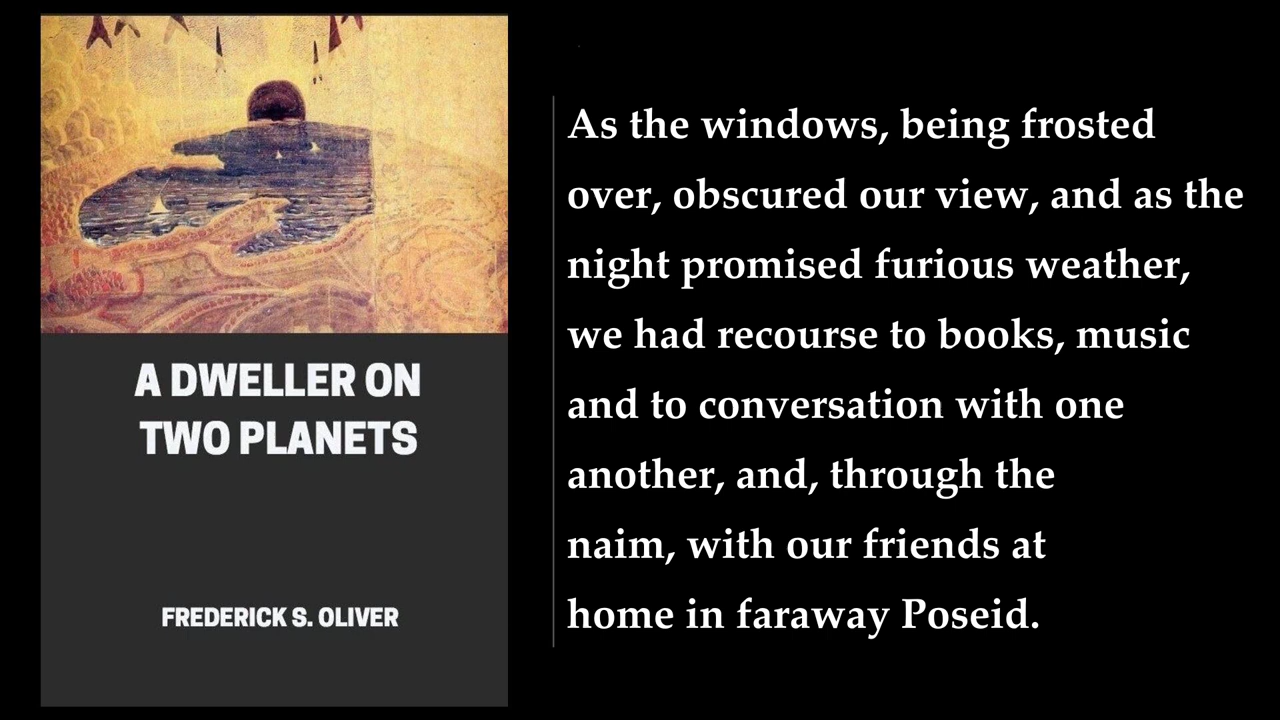 A DWELLER ON
TWO PLANETS
FREDERICK S. OLIVER
As the windows, being frosted
over, obscured our view, and as the
night promised furious weather,
we had recourse to books, music
and to conversation with one
another, and, through the
naim, with our friends at
home in faraway Poseid.